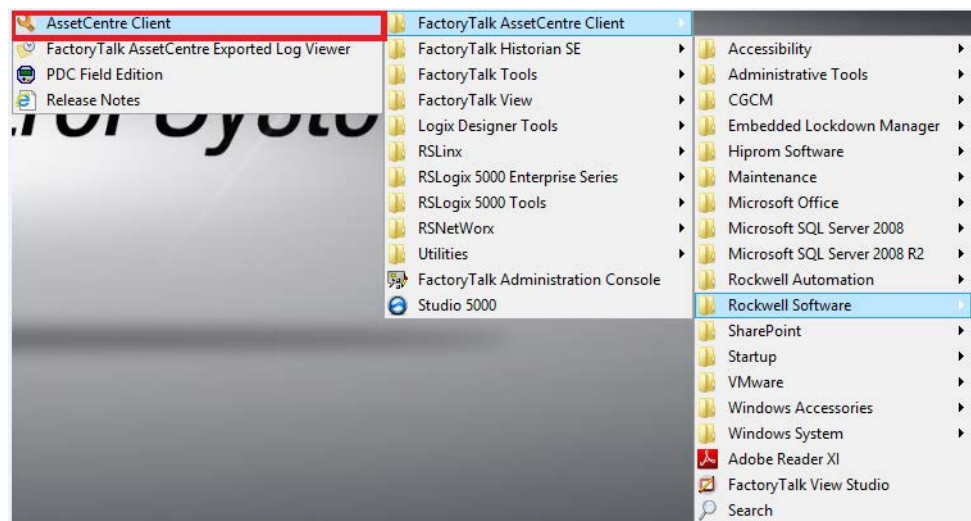 AssetCentre Client
FactoryTalk AssetCentre Exported Log Viewer
PDC Field Edition
Release Notes
FactoryTalk AssetCentre Client
FactoryTalk Historian SE
FactoryTalk Tools
FactoryTalk View
Logix Designer Tools
RSLinx
RSLogix 5000 Enterprise Series
RSLogix 5000 Tools
RSNetWorx
Utilities
FactoryTalk Administration Console
Studio 5000
Accessibility
Administrative Tools
CGCM
Embedded Lockdown Manager
Hiprom Software
Maintenance
Microsoft Office
Microsoft SQL Server 2008
Microsoft SQL Server 2008 R2
Rockwell Automation
Rockwell Software
SharePoint
Startup
VMware
Windows Accessories
Windows System
Adobe Reader XI
FactoryTalk View Studio
Search